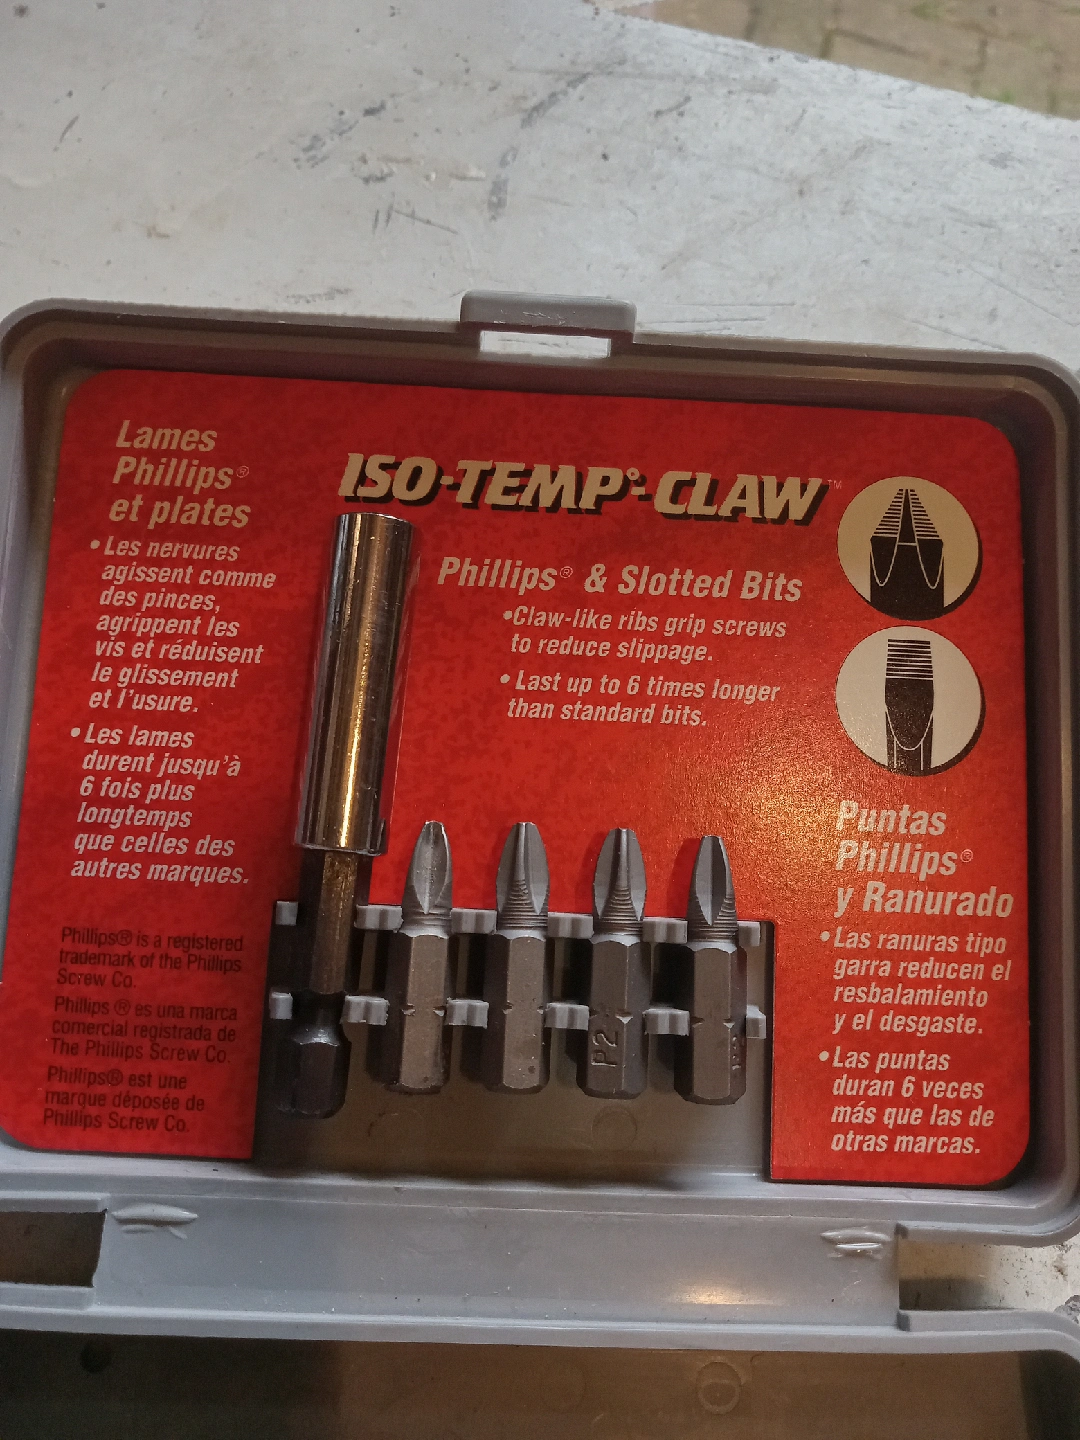 Lames
Phillips®
et plates
• Les nervures
agissent comme
des pinces,
agrippent les
vis et réduisent
le glissement
et l'usure.
• Les lames
durent jusqu'à
6 fois plus
longtemps
que celles des
autres marques.
Phillips® is a registered
trademark of the Phillips
Screw Co.
Phillips ® es una marca
comercial registrada de
The Phillips Screw Co.
Phillips® est une
marque déposée de
Phillips Screw Co.
ISO-TEMP°-CLAW™
Phillips® & Slotted Bits
•Claw-like ribs grip screws
to reduce slippage.
• Last up to 6 times longer
than standard bits.
P2
Puntas
Phillips®
y Ranurado
• Las ranuras tipo
garra reducen el
resbalamiento
y el desgaste.
• Las puntas
duran 6 veces
más que las de
otras marcas.